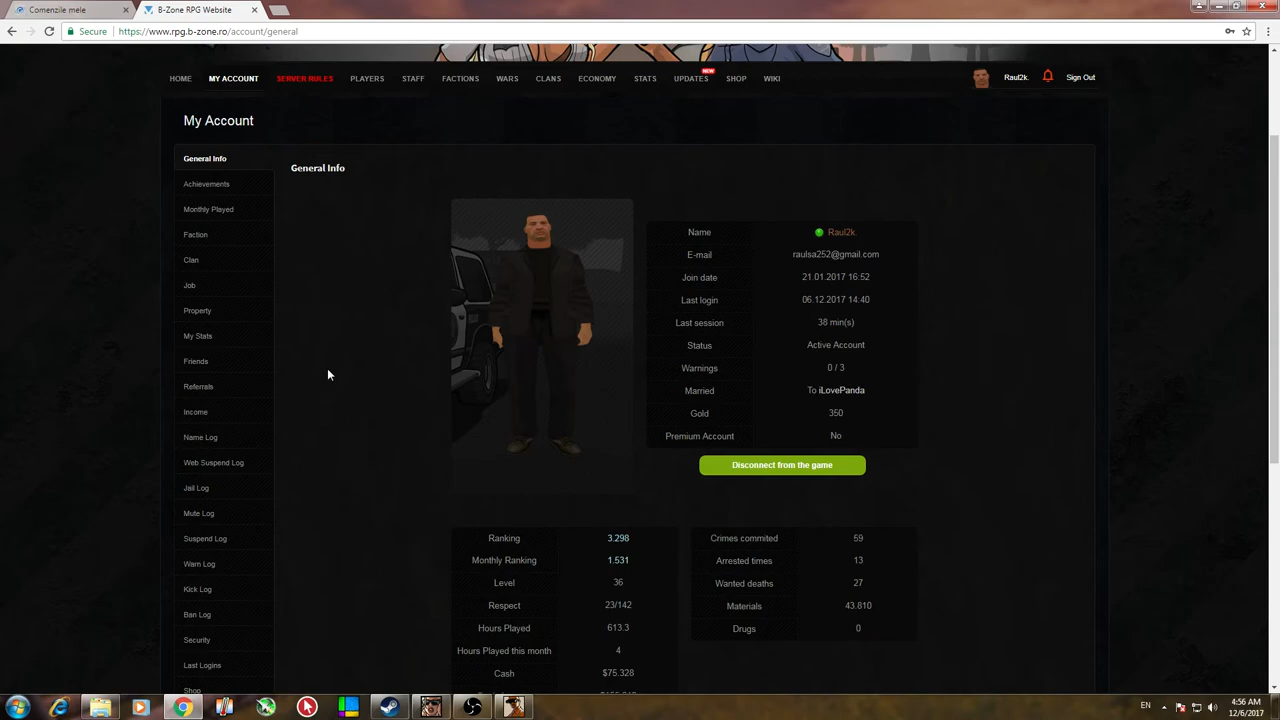 Comenzile mele
B-Zone RPG Website
Secure
https://www.rpg.b-zone.ro/account/general
HOME MY ACCOUNT SERVER RULES PLAYERS STAFF FACTIONS WARS CLANS ECONOMY STATS UPDATES NEW SHOP WIKI
Raul2k. Sign Out
My Account
General Info
Achievements
Monthly Played
Faction
Clan
Job
Property
My Stats
Friends
Referrals
Income
Name Log
Web Suspend Log
Jail Log
Mute Log
Suspend Log
Warn Log
Kick Log
Ban Log
Security
Last Logins
Shop
General Info
Name Raul2k.
E-mail raulsa252@gmail.com
Join date 21.01.2017 16:52
Last login 06.12.2017 14:40
Last session 38 min(s)
Status Active Account
Warnings 0 / 3
Married To iLovePanda
Gold 350
Premium Account No
Disconnect from the game
Ranking 3.298
Monthly Ranking 1.531
Level 36
Respect 23/142
Hours Played 613.3
Hours Played this month 4
Cash $75.328
Crimes commited 59
Arrested times 13
Wanted deaths 27
Materials 43.810
Drugs 0
EN
4:56 AM
12/6/2017